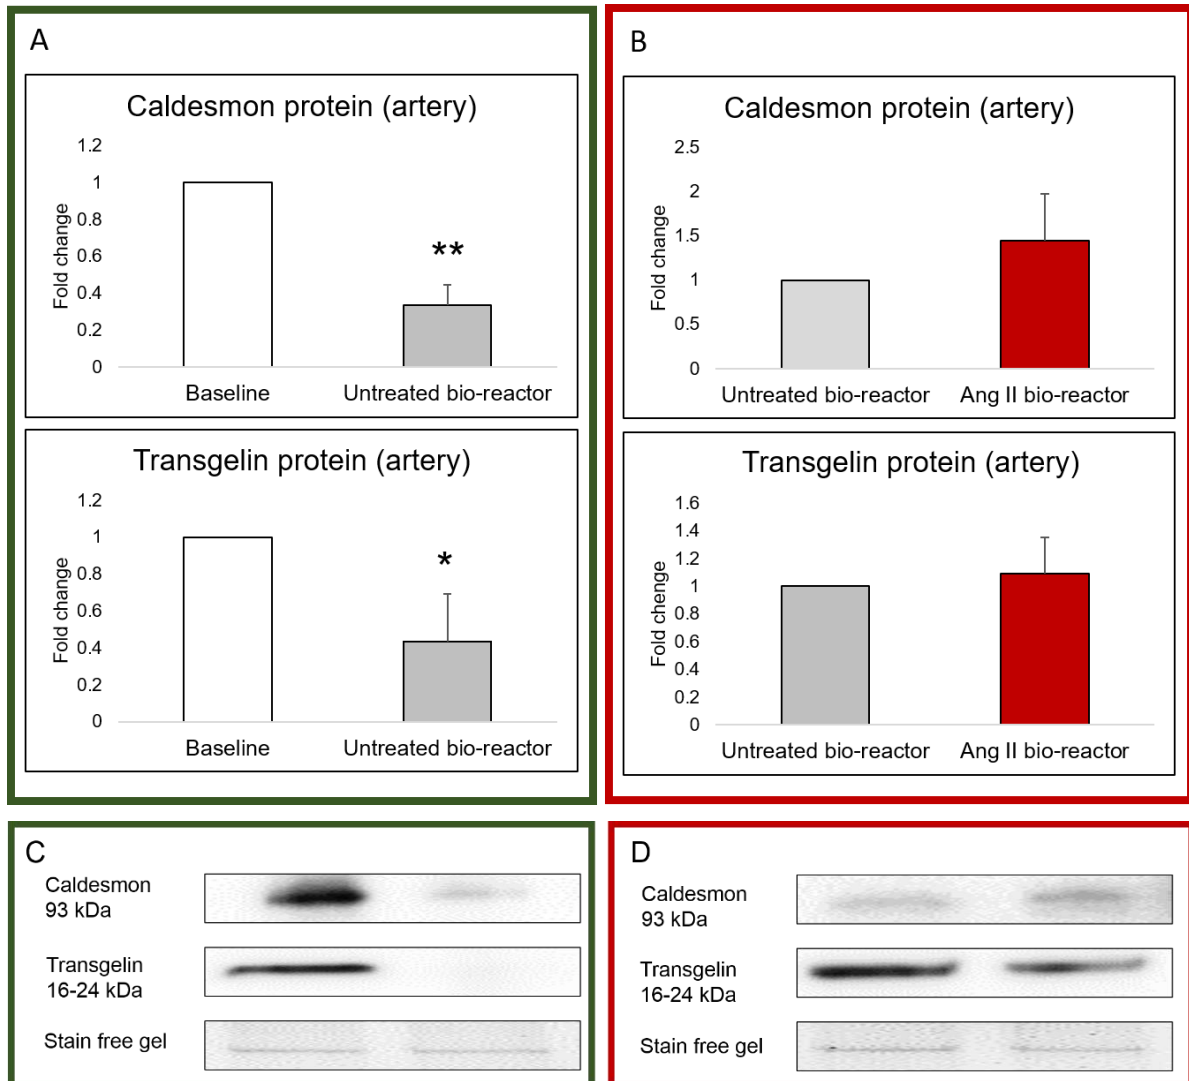 A
Caldesmon protein (artery)
Fold change
1.2
1
0.8
0.6
0.4
0.2
0
**
Baseline
Untreated bio-reactor
Transgelin protein (artery)
Fold change
1.2
1
0.8
0.6
0.4
0.2
0
*
Baseline
Untreated bio-reactor
B
Caldesmon protein (artery)
Fold change
2.5
2
1.5
1
0.5
0
Untreated bio-reactor
Ang II bio-reactor
Transgelin protein (artery)
Fold chenge
1.6
1.4
1.2
1
0.8
0.6
0.4
0.2
0
Untreated bio-reactor
Ang II bio-reactor
C
Caldesmon
93 kDa
Transgelin
16-24 kDa
Stain free gel
D
Caldesmon
93 kDa
Transgelin
16-24 kDa
Stain free gel